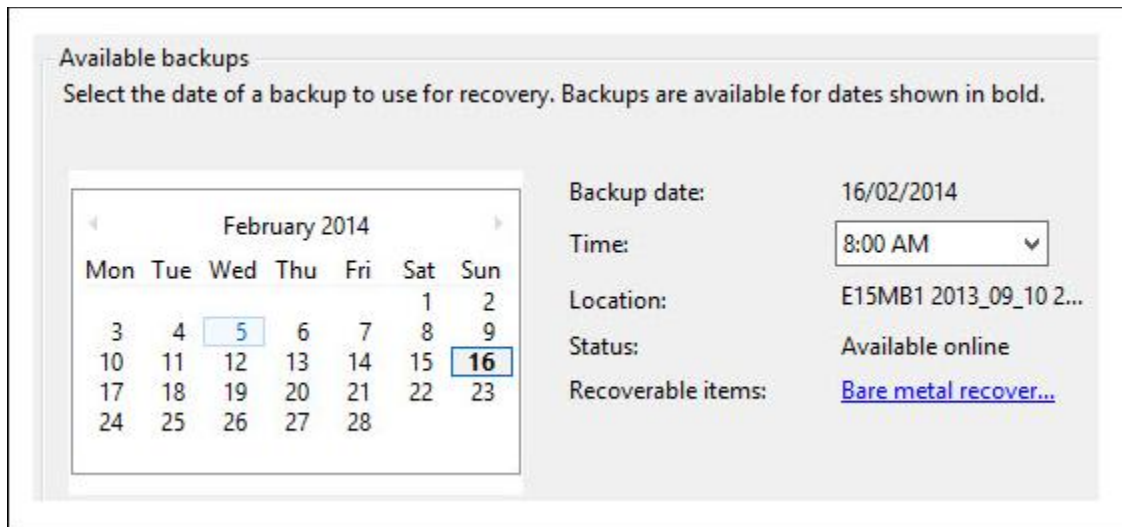 Available backups
Select the date of a backup to use for recovery. Backups are available for dates shown in bold.
February 2014
Mon Tue Wed Thu Fri Sat Sun
1 2
3 4 5 6 7 8 9
10 11 12 13 14 15 16
17 18 19 20 21 22 23
24 25 26 27 28
Backup date: 16/02/2014
Time: 8:00 AM
Location: E15MB1 2013_09_10 2...
Status: Available online
Recoverable items: Bare metal recover...